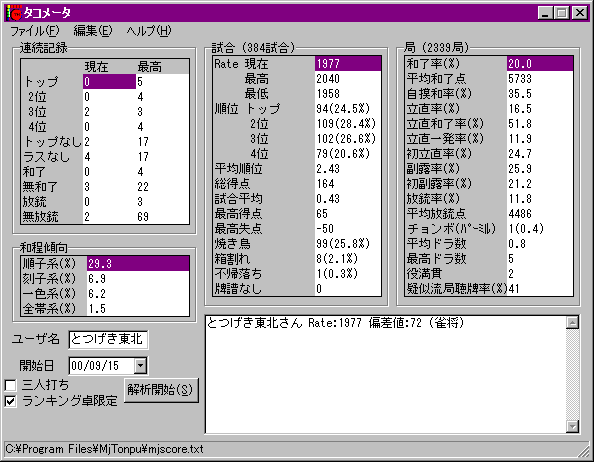 タコメータ
ファイル(F) 編集(E) ヘルプ(H)
連続記録
現在 最高
トップ 0 5
2位 0 4
3位 2 3
4位 0 4
トップなし 2 17
ラスなし 4 17
和了 0 4
無和了 3 22
放銃 0 3
無放銃 2 69
和程傾向
順子系(%) 29.3
刻子系(%) 6.9
一色系(%) 6.2
全帯系(%) 1.5
ユーザ名 とつげき東北
開始日 00/09/15
三人打ち
ランキング卓限定
解析開始(S)
試合 (384試合)
Rate 現在 1977
最高 2040
最低 1958
順位 トップ 94(24.5%)
2位 109(28.4%)
3位 102(26.6%)
4位 79(20.6%)
平均順位 2.43
総得点 164
試合平均 0.43
最高得点 65
最高失点 -50
焼き鳥 99(25.8%)
箱割れ 8(2.1%)
不帰落ち 1(0.3%)
牌譜なし 0
局 (2339局)
和了率(%) 20.0
平均和了点 5733
自摸和率(%) 35.5
立直率(%) 16.5
立直和了率(%) 51.8
立直一発率(%) 11.9
初立直率(%) 24.7
副露率(%) 25.9
初副露率(%) 21.2
放銃率(%) 11.8
平均放銃点 4486
チョンボ(パーミル) 1(0.4)
平均ドラ数 0.8
最高ドラ数 5
役満貫 2
疑似流局聴牌率(%) 41
とつげき東北さん Rate:1977 偏差値:72 (雀将)
C:¥Program Files¥MjTonpu¥mjscore.txt